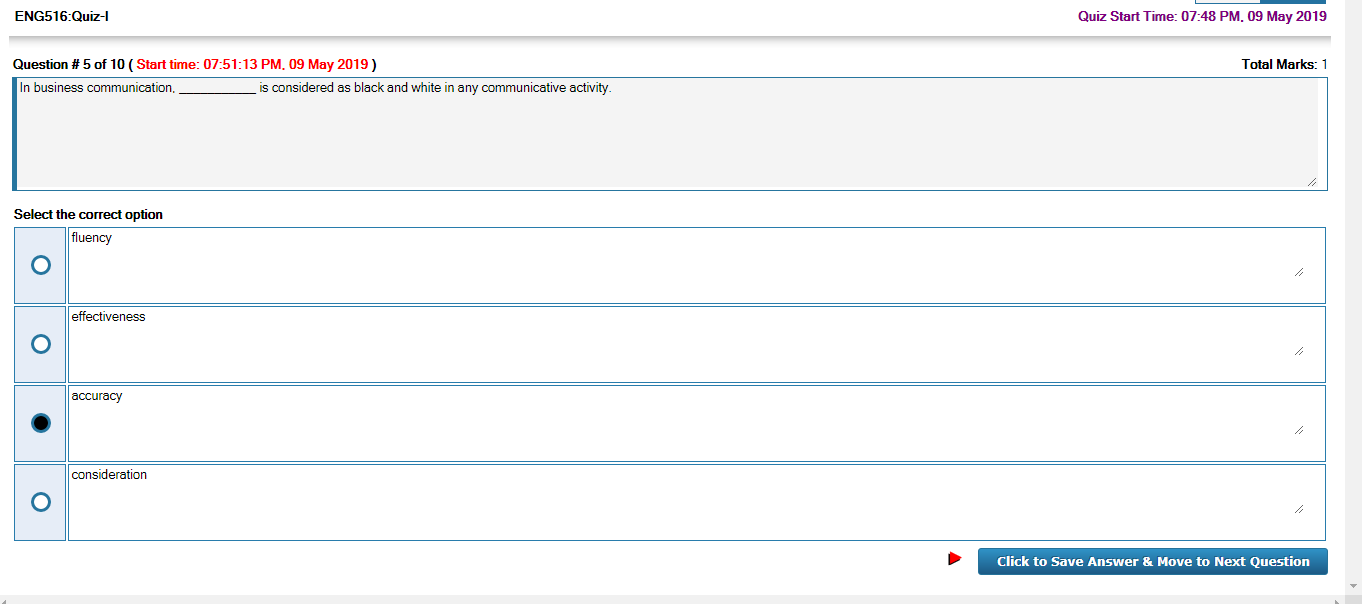 ENG516:Quiz-I
Quiz Start Time: 07:48 PM, 09 May 2019
Question # 5 of 10 ( Start time: 07:51:13 PM, 09 May 2019 )
Total Marks: 1
In business communication, ____________ is considered as black and white in any communicative activity.
Select the correct option
fluency
effectiveness
accuracy
consideration
Click to Save Answer & Move to Next Question